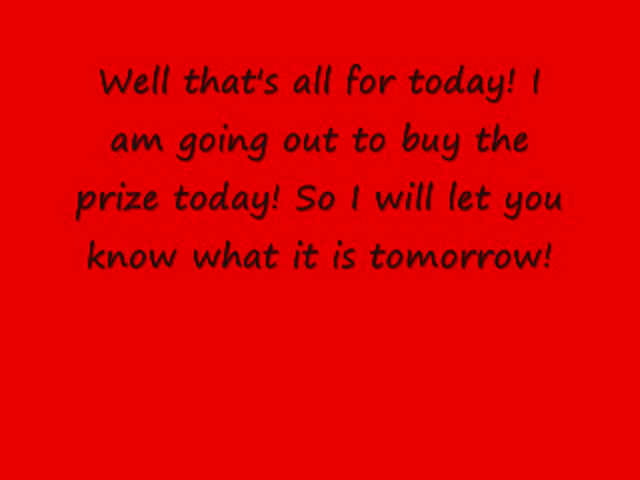 Well that's all for today! I
am going out to buy the
prize today! So I will let you
know what it is tomorrow!